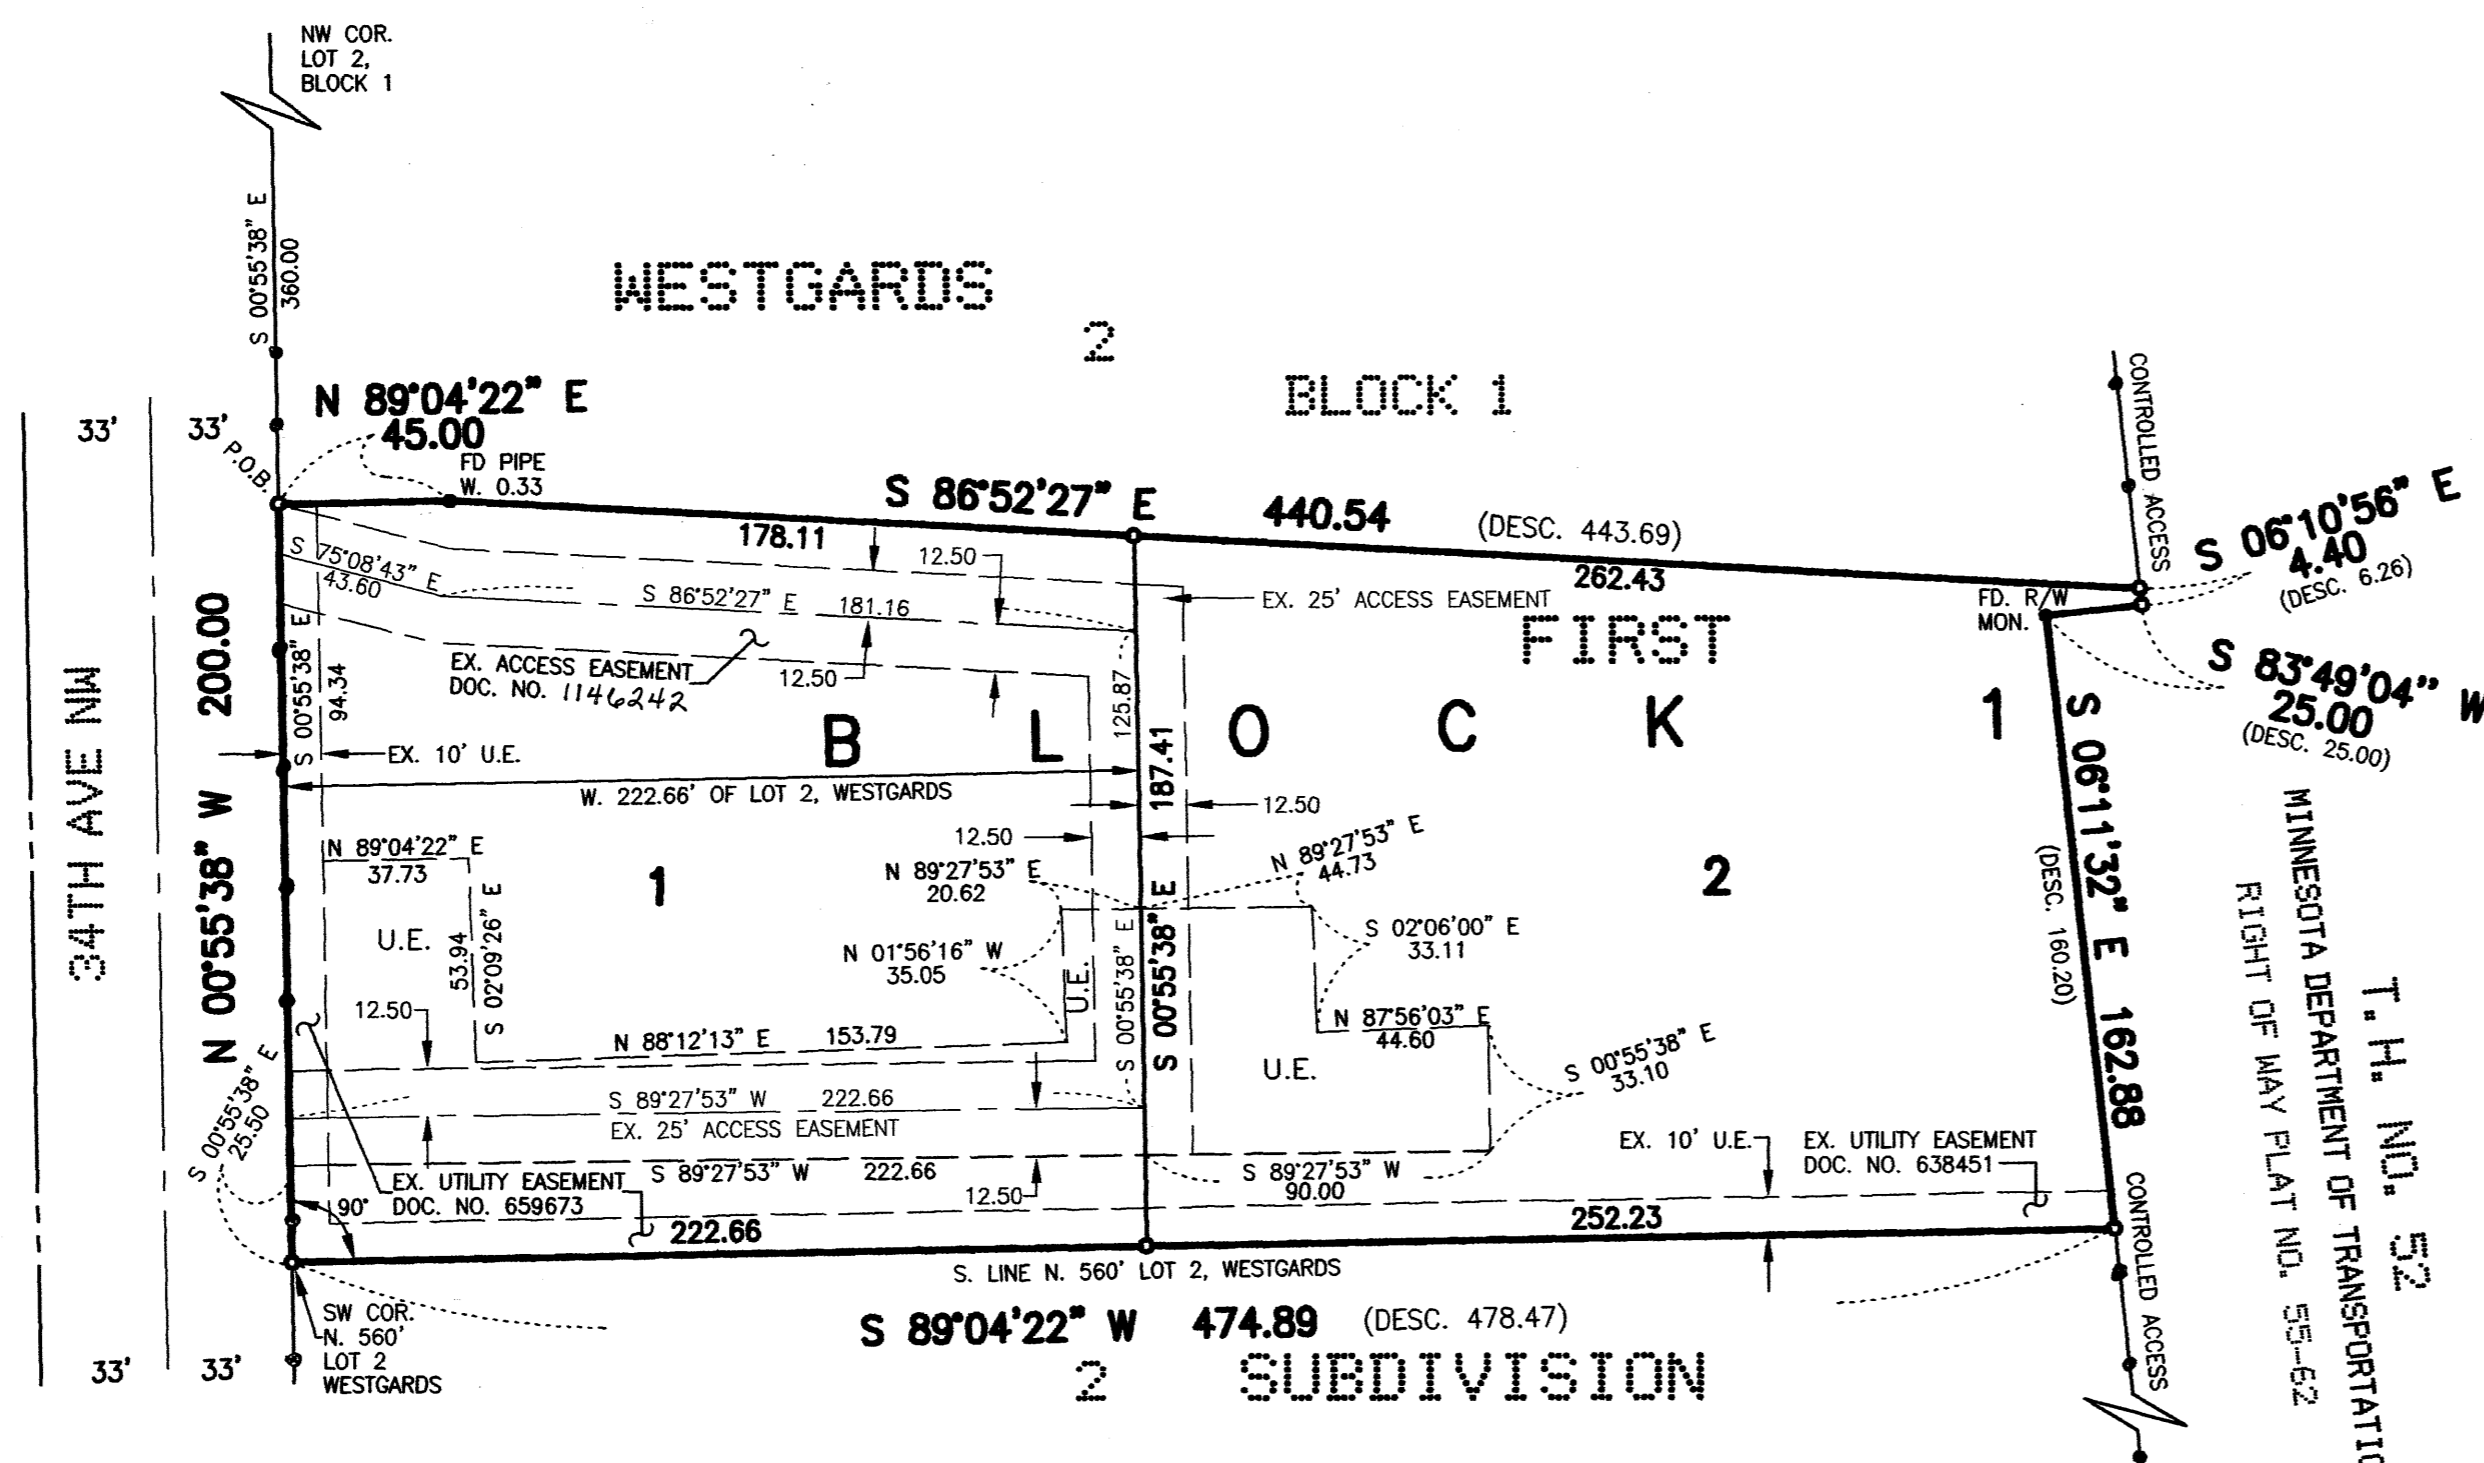 NW COR.
LOT 2,
BLOCK 1
S 00°55'38" E
360.00
WESTGARDS
2
BLOCK 1
N 89°04'22" E
45.00
33'
33'
P.O.B.
FD PIPE
W. 0.33
S 86°52'27" E 440.54 (DESC. 443.69)
178.11
262.43
CONTROLLED ACCESS
S 06°10'56" E
4.40
(DESC. 6.26)
FD. R/W
MON.
S 83°49'04" W
25.00
(DESC. 25.00)
S 75°08'43" E
43.60
S 86°52'27" E 181.16
12.50
12.50
EX. 25' ACCESS EASEMENT
FIRST
EX. ACCESS EASEMENT
DOC. NO. 1146242
34TH AVE NW
N 00°55'38" W 200.00
S 00°55'38" E
94.34
EX. 10' U.E.
B L O C K 1
125.87
W. 222.66' OF LOT 2, WESTGARDS
187.41
S 00°55'38" E
12.50
12.50
S 06°11'32" E 162.88
(DESC. 160.20)
MINNESOTA DEPARTMENT OF TRANSPORTATIO
RIGHT OF WAY PLAT NO. 55-62
T.H. NO. 52
N 89°04'22" E
37.73
U.E.
53.94
S 02°09'26" E
1
N 89°27'53" E
20.62
N 89°27'53" E
44.73
2
N 01°56'16" W
35.05
U.E.
S 00°55'38" E
S 02°06'00" E
33.11
N 87°56'03" E
44.60
U.E.
S 00°55'38" E
33.10
12.50
N 88°12'13" E 153.79
S 89°27'53" W 222.66
EX. 25' ACCESS EASEMENT
S 89°27'53" W 222.66
12.50
S 00°55'38" E
25.50
90°
EX. UTILITY EASEMENT
DOC. NO. 659673
S 89°27'53" W
90.00
EX. 10' U.E.
EX. UTILITY EASEMENT
DOC. NO. 638451
222.66
252.23
S. LINE N. 560' LOT 2, WESTGARDS
S 89°04'22" W 474.89 (DESC. 478.47)
SW COR.
N. 560'
LOT 2
WESTGARDS
33'
33'
2
SUBDIVISION
CONTROLLED ACCESS